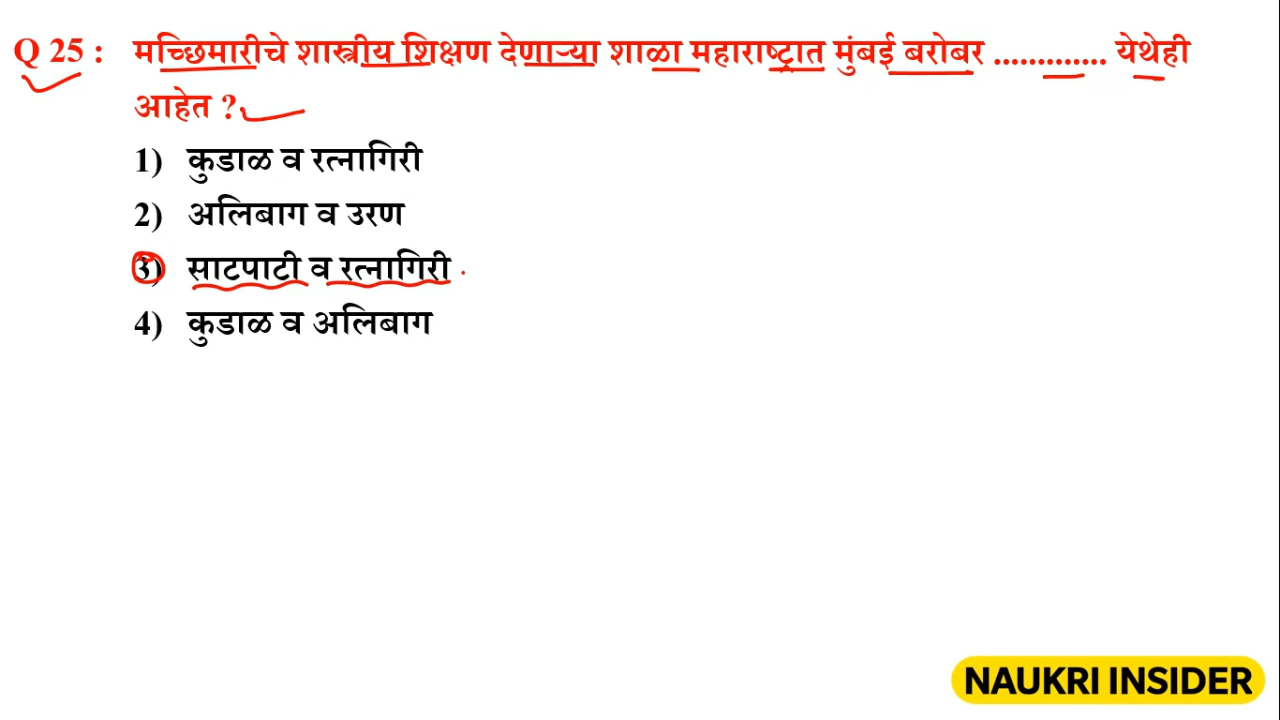 Q 25 : मच्छिमारीचे शास्त्रीय शिक्षण देणाऱ्या शाळा महाराष्ट्रात मुंबई बरोबर ............. येथेही
आहेत ?
1) कुडाळ व रत्नागिरी
2) अलिबाग व उरण
3) साटपाटी व रत्नागिरी
4) कुडाळ व अलिबाग
NAUKRI INSIDER